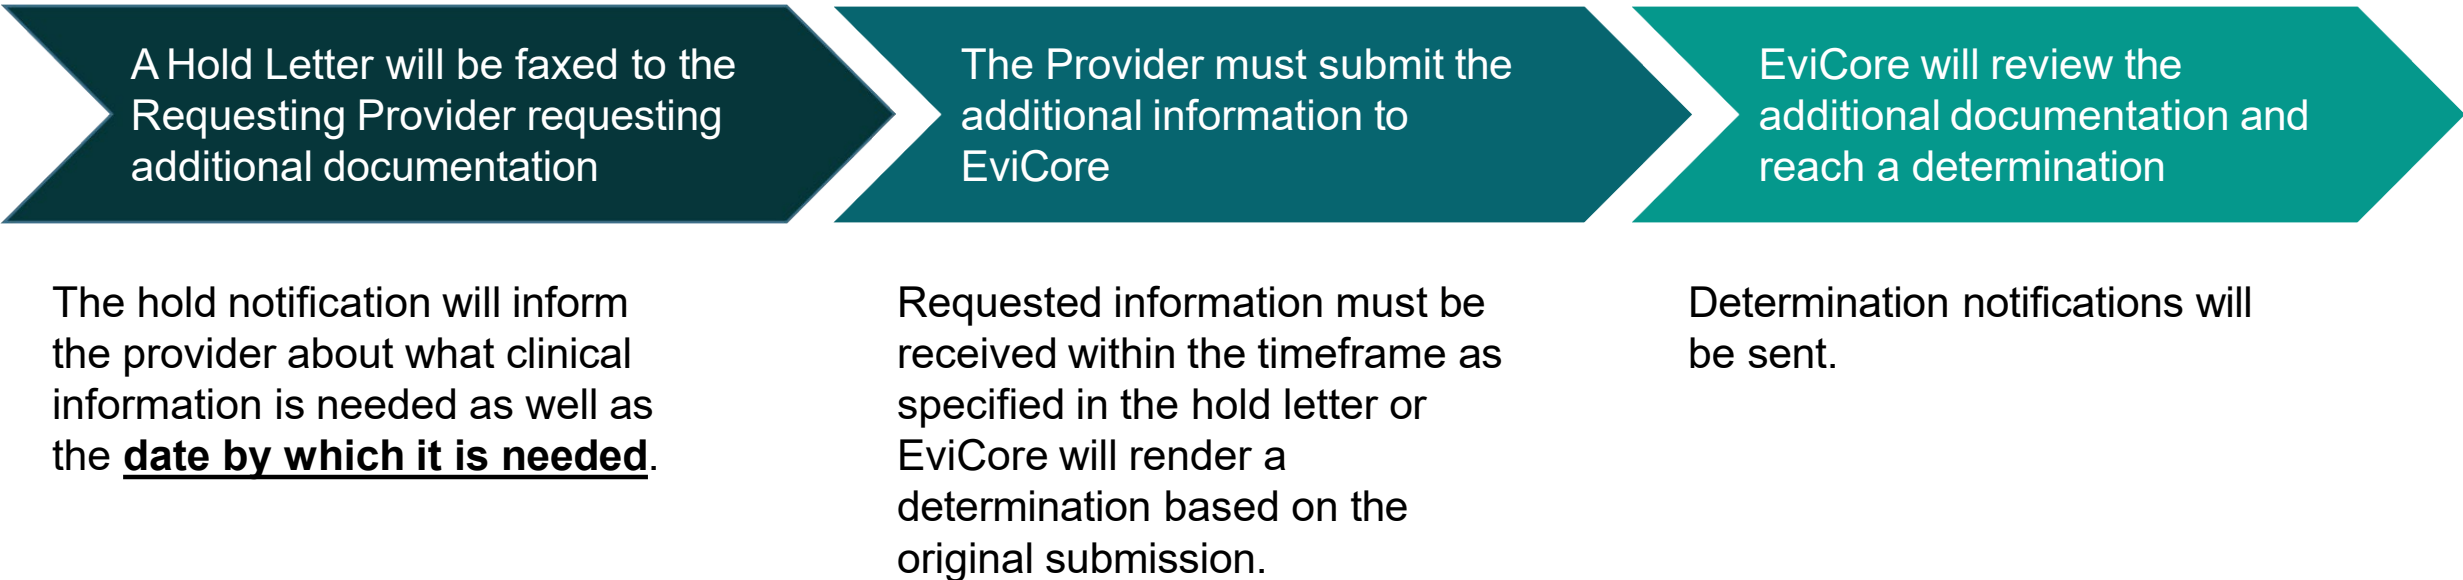 A Hold Letter will be faxed to the
Requesting Provider requesting
additional documentation
The hold notification will inform
the provider about what clinical
information is needed as well as
the date by which it is needed.
The Provider must submit the
additional information to
EviCore
Requested information must be
received within the timeframe as
specified in the hold letter or
EviCore will render a
determination based on the
original submission.
EviCore will review the
additional documentation and
reach a determination
Determination notifications will
be sent.